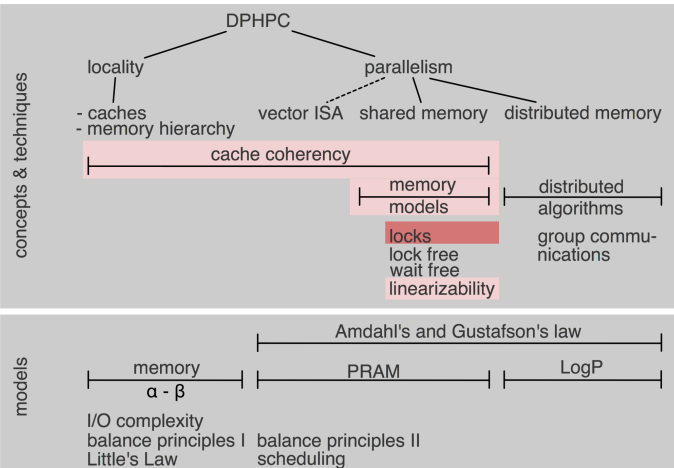 DPHPC
locality
parallelism
- caches
- memory hierarchy
vector ISA
shared memory
distributed memory
cache coherency
memory
models
distributed
algorithms
locks
lock free
wait free
linearizability
group commu-
nications
concepts & techniques
Amdahl's and Gustafson's law
memory
α - β
PRAM
LogP
I/O complexity
balance principles I
Little's Law
balance principles II
scheduling
models